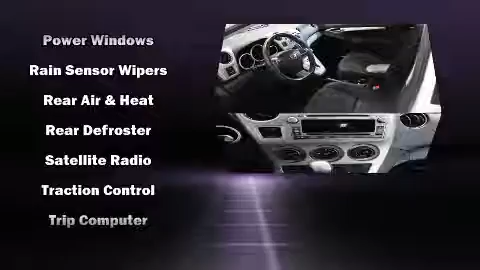 Power Windows
Rain Sensor Wipers
Rear Air & Heat
Rear Defroster
Satellite Radio
Traction Control
Trip Computer